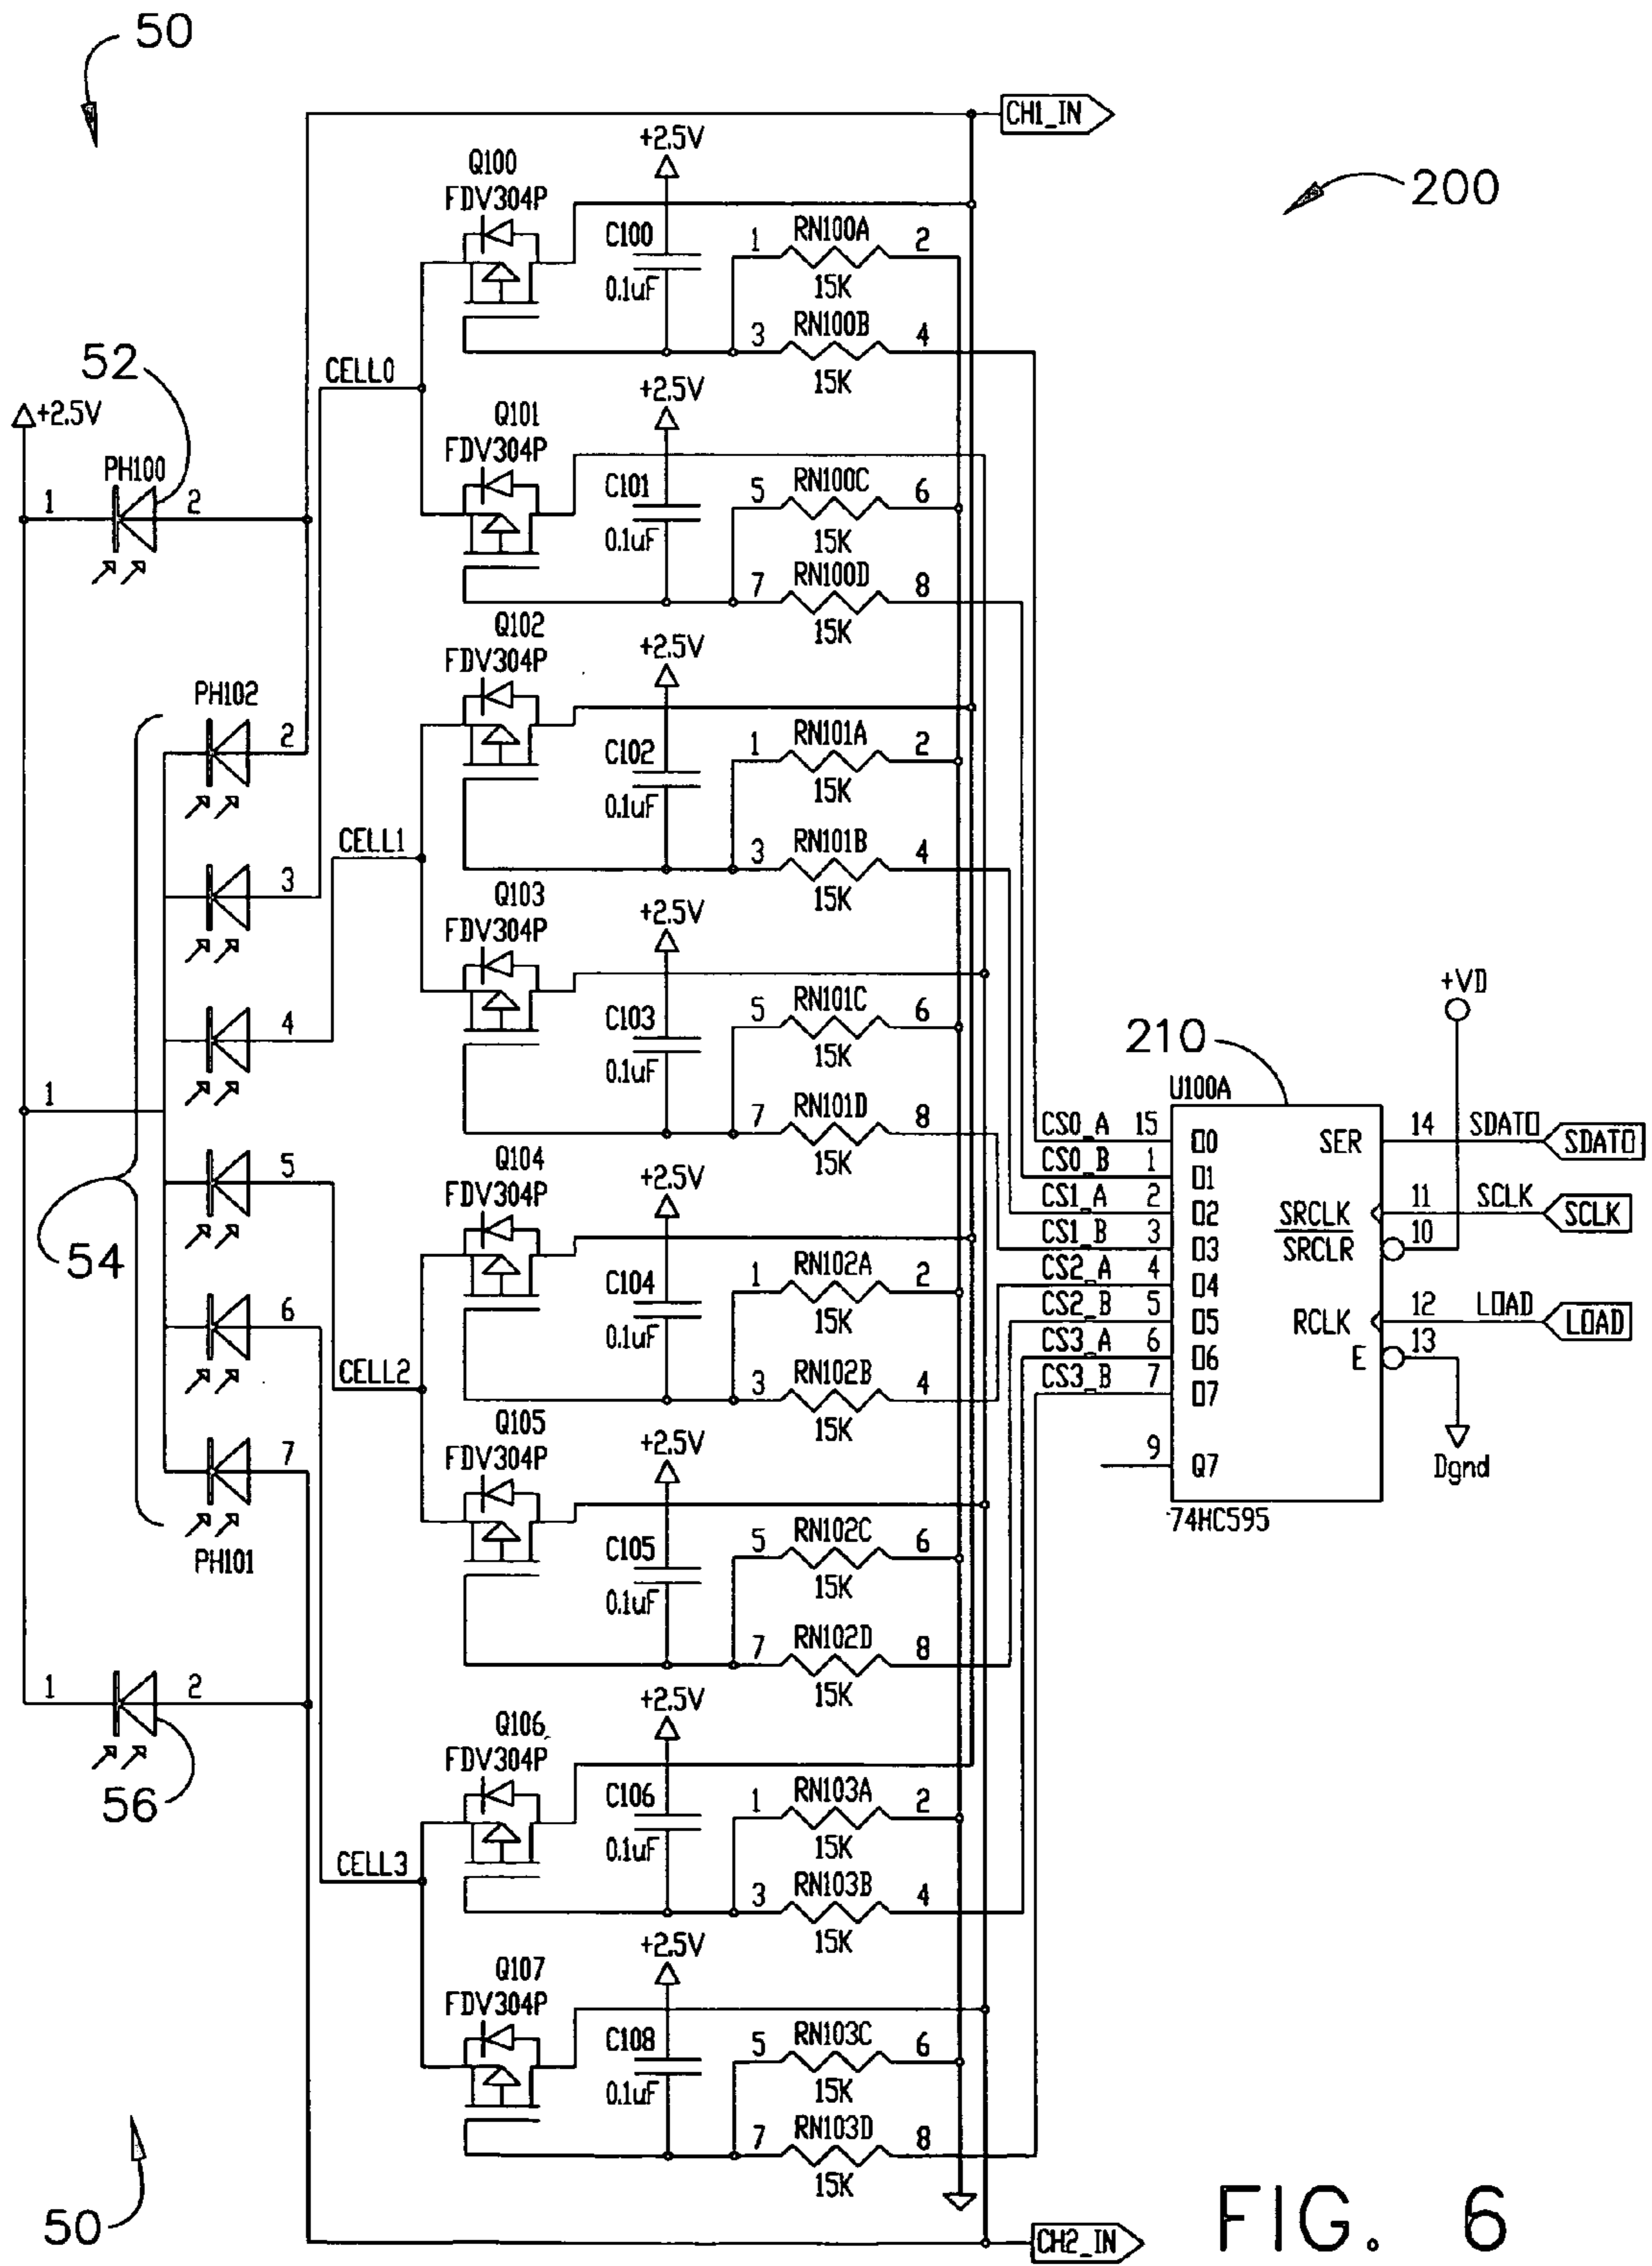 50
CH1_IN
200
+2.5V
Q100
FDV304P
C100
0.1uF
1 RN100A 2
15K
3 RN100B 4
15K
52
CELL0
+2.5V
+2.5V
Q101
FDV304P
PH100
1 2
C101
0.1uF
5 RN100C 6
15K
7 RN100D 8
15K
Q102
FDV304P
+2.5V
PH102
2
C102
0.1uF
1 RN101A 2
15K
CELL1
3 RN101B 4
15K
3
Q103
FDV304P
+2.5V
4
C103
0.1uF
5 RN101C 6
15K
+VD
210
U100A
1
7 RN101D 8
15K
CS0_A 15 O0
CS0_B 1 O1
CS1_A 2 O2
CS1_B 3 O3
CS2_A 4 O4
CS2_B 5 O5
CS3_A 6 O6
CS3_B 7 O7
9 Q7
SER 14 SDATO SDATO
SRCLK 11 SCLK SCLK
SRCLR 10
RCLK 12 LOAD LOAD
E 13
Dgnd
74HC595
5
54
Q104
FDV304P
+2.5V
C104
0.1uF
1 RN102A 2
15K
6
CELL2
3 RN102B 4
15K
Q105
FDV304P
+2.5V
7
PH101
C105
0.1uF
5 RN102C 6
15K
7 RN102D 8
15K
1 2
56
Q106
FDV304P
+2.5V
C106
0.1uF
1 RN103A 2
15K
CELL3
3 RN103B 4
15K
Q107
FDV304P
+2.5V
C108
0.1uF
5 RN103C 6
15K
7 RN103D 8
15K
50
CH2_IN
FIG. 6